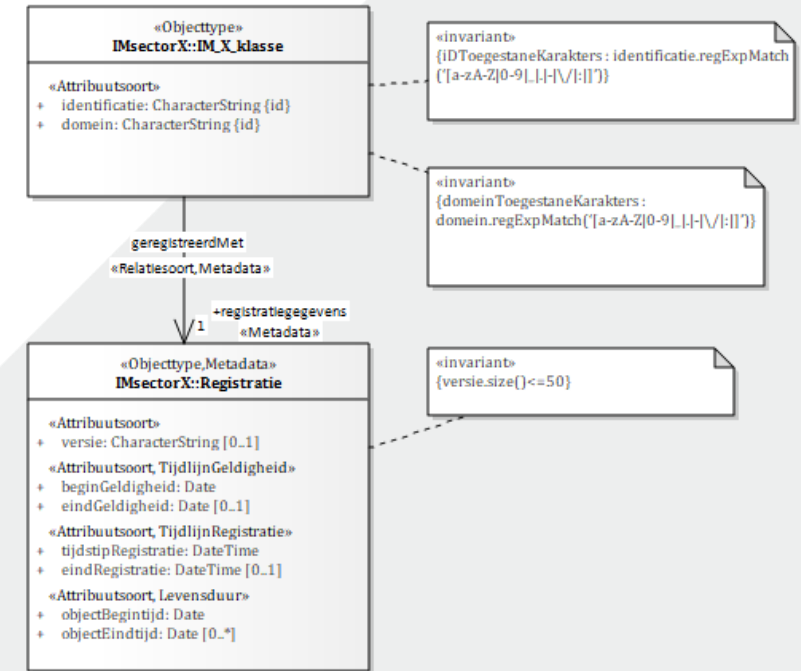 «Objecttype»
IMsectorX::IM_X_klasse
«Attribuutsoort»
+ identificatie: CharacterString {id}
+ domein: CharacterString {id}
«invariant»
{iDToegestaneKarakters : identificatie.regExpMatch
('[a-zA-Z|0-9|_|.|-|\/|:|]')}
«invariant»
{domeinToegestaneKarakters :
domein.regExpMatch('[a-zA-Z|0-9|_|.|-|\/|:|]')}
geregistreerdMet
«Relatiesoort,Metadata»
+registratiegegevens
1
«Metadata»
«Objecttype,Metadata»
IMsectorX::Registratie
«Attribuutsoort»
+ versie: CharacterString [0..1]
«Attribuutsoort, TijdlijnGeldigheid»
+ beginGeldigheid: Date
+ eindGeldigheid: Date [0..1]
«Attribuutsoort, TijdlijnRegistratie»
+ tijdstipRegistratie: DateTime
+ eindRegistratie: DateTime [0..1]
«Attribuutsoort, Levensduur»
+ objectBegintijd: Date
+ objectEindtijd: Date [0..*]
«invariant»
{versie.size()<=50}